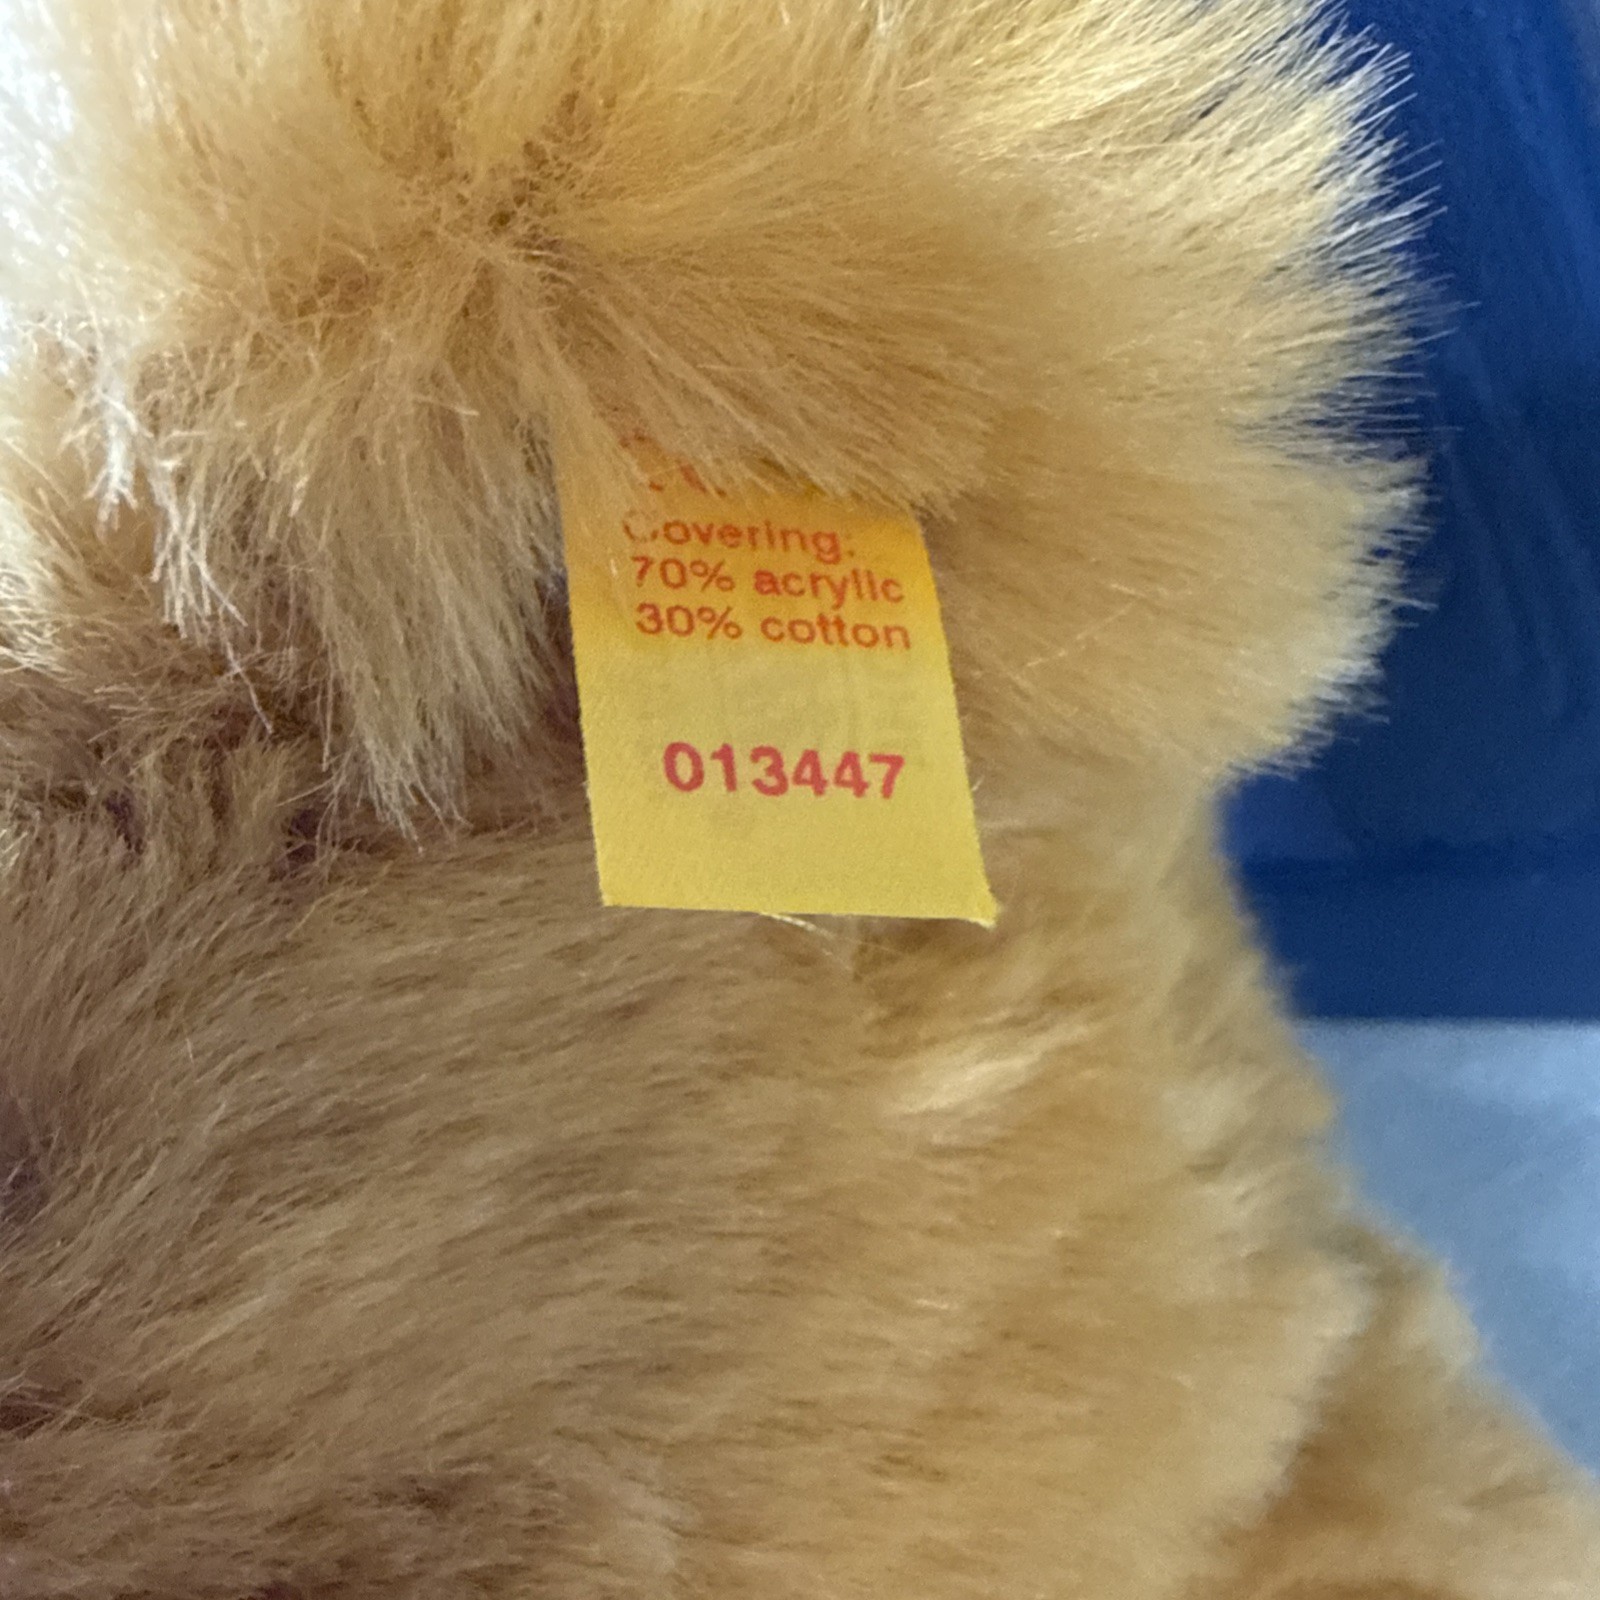 Covering:
70% acrylic
30% cotton
013447